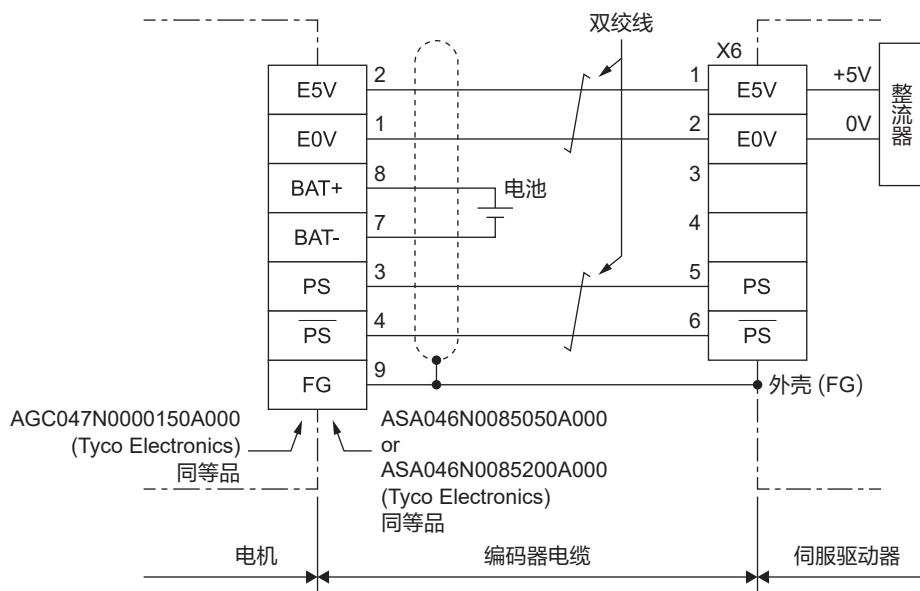 双绞线
X6
E5V 2 1 E5V +5V
E0V 1 2 E0V 0V
整流器
BAT+ 8 电池 3
BAT- 7 4
PS 3 5 PS
PS 4 6 PS
FG 9 外壳 (FG)
AGC047N0000150A000
(Tyco Electronics)
同等品
ASA046N0085050A000
or
ASA046N0085200A000
(Tyco Electronics)
同等品
电机 编码器电缆 伺服驱动器